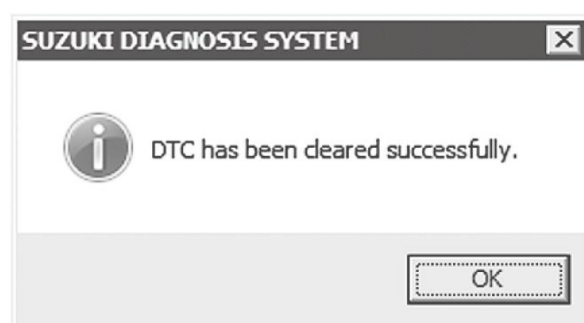 SUZUKI DIAGNOSIS SYSTEM
DTC has been cleared successfully.
OK